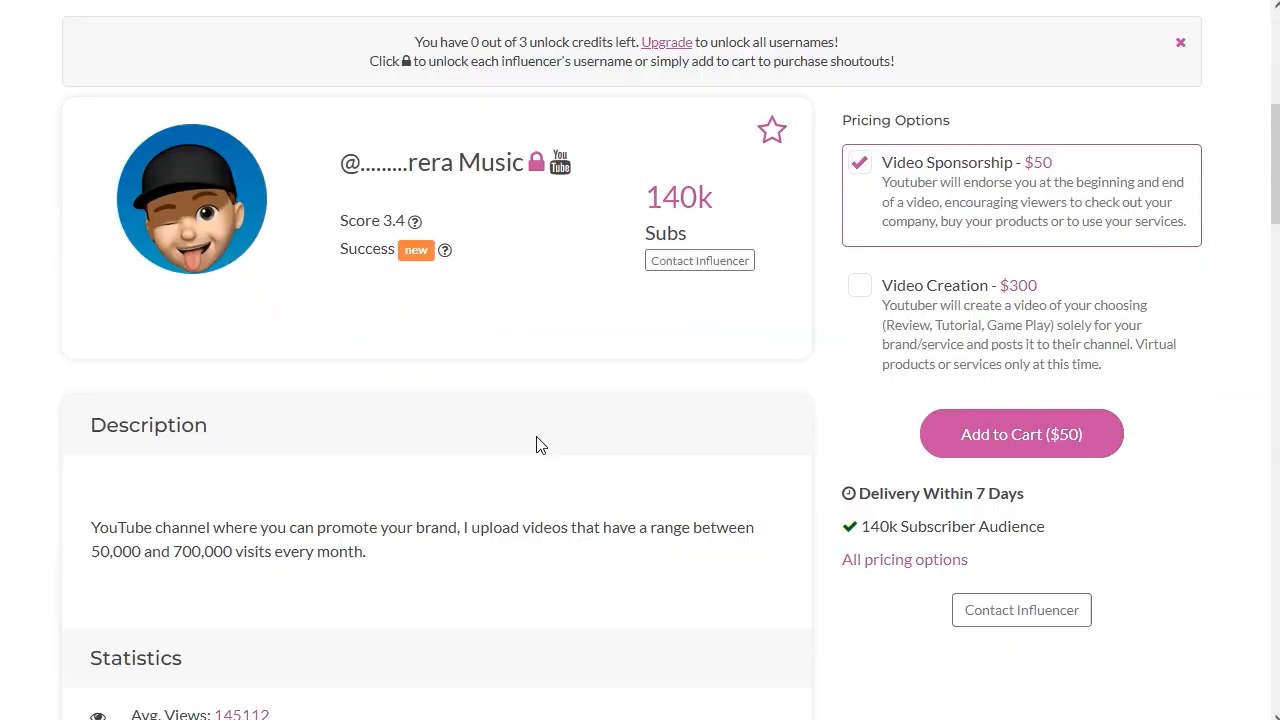 You have 0 out of 3 unlock credits left. Upgrade to unlock all usernames!
Click to unlock each influencer's username or simply add to cart to purchase shoutouts!
@.........rera Music
You
Tube
Score 3.4
Success new
140k
Subs
Contact Influencer
Pricing Options
Video Sponsorship - $50
Youtuber will endorse you at the beginning and end
of a video, encouraging viewers to check out your
company, buy your products or to use your services.
Video Creation - $300
Youtuber will create a video of your choosing
(Review, Tutorial, Game Play) solely for your
brand/service and posts it to their channel. Virtual
products or services only at this time.
Add to Cart ($50)
Delivery Within 7 Days
140k Subscriber Audience
All pricing options
Contact Influencer
Description
YouTube channel where you can promote your brand, I upload videos that have a range between
50,000 and 700,000 visits every month.
Statistics
Avg. Views: 145112